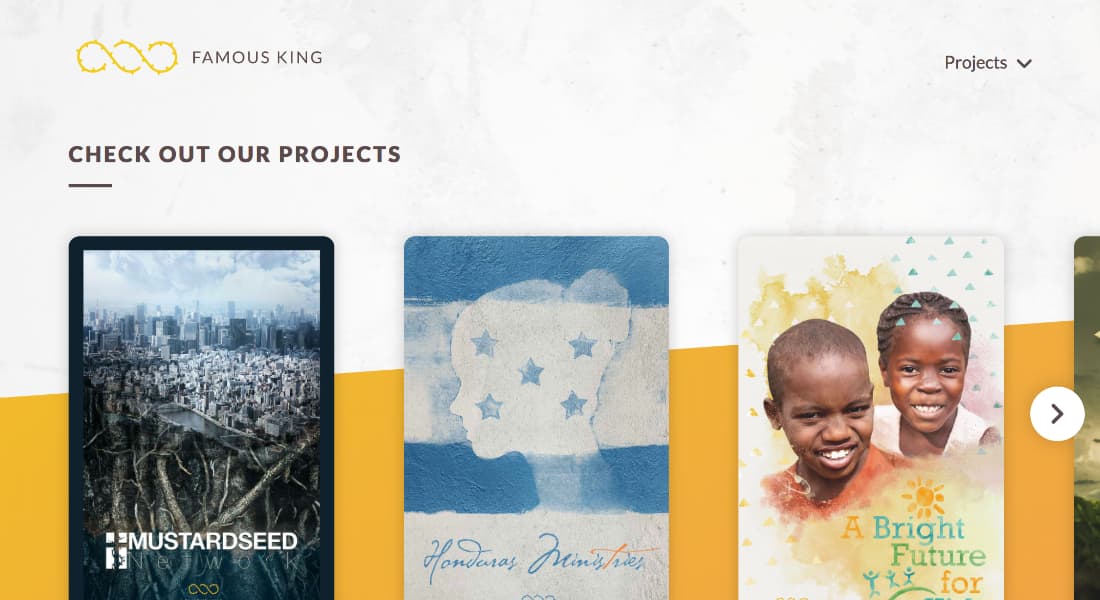 FAMOUS KING
Projects
CHECK OUT OUR PROJECTS
MUSTARDSEED
Network
Honduras Ministries
A Bright
Future
for